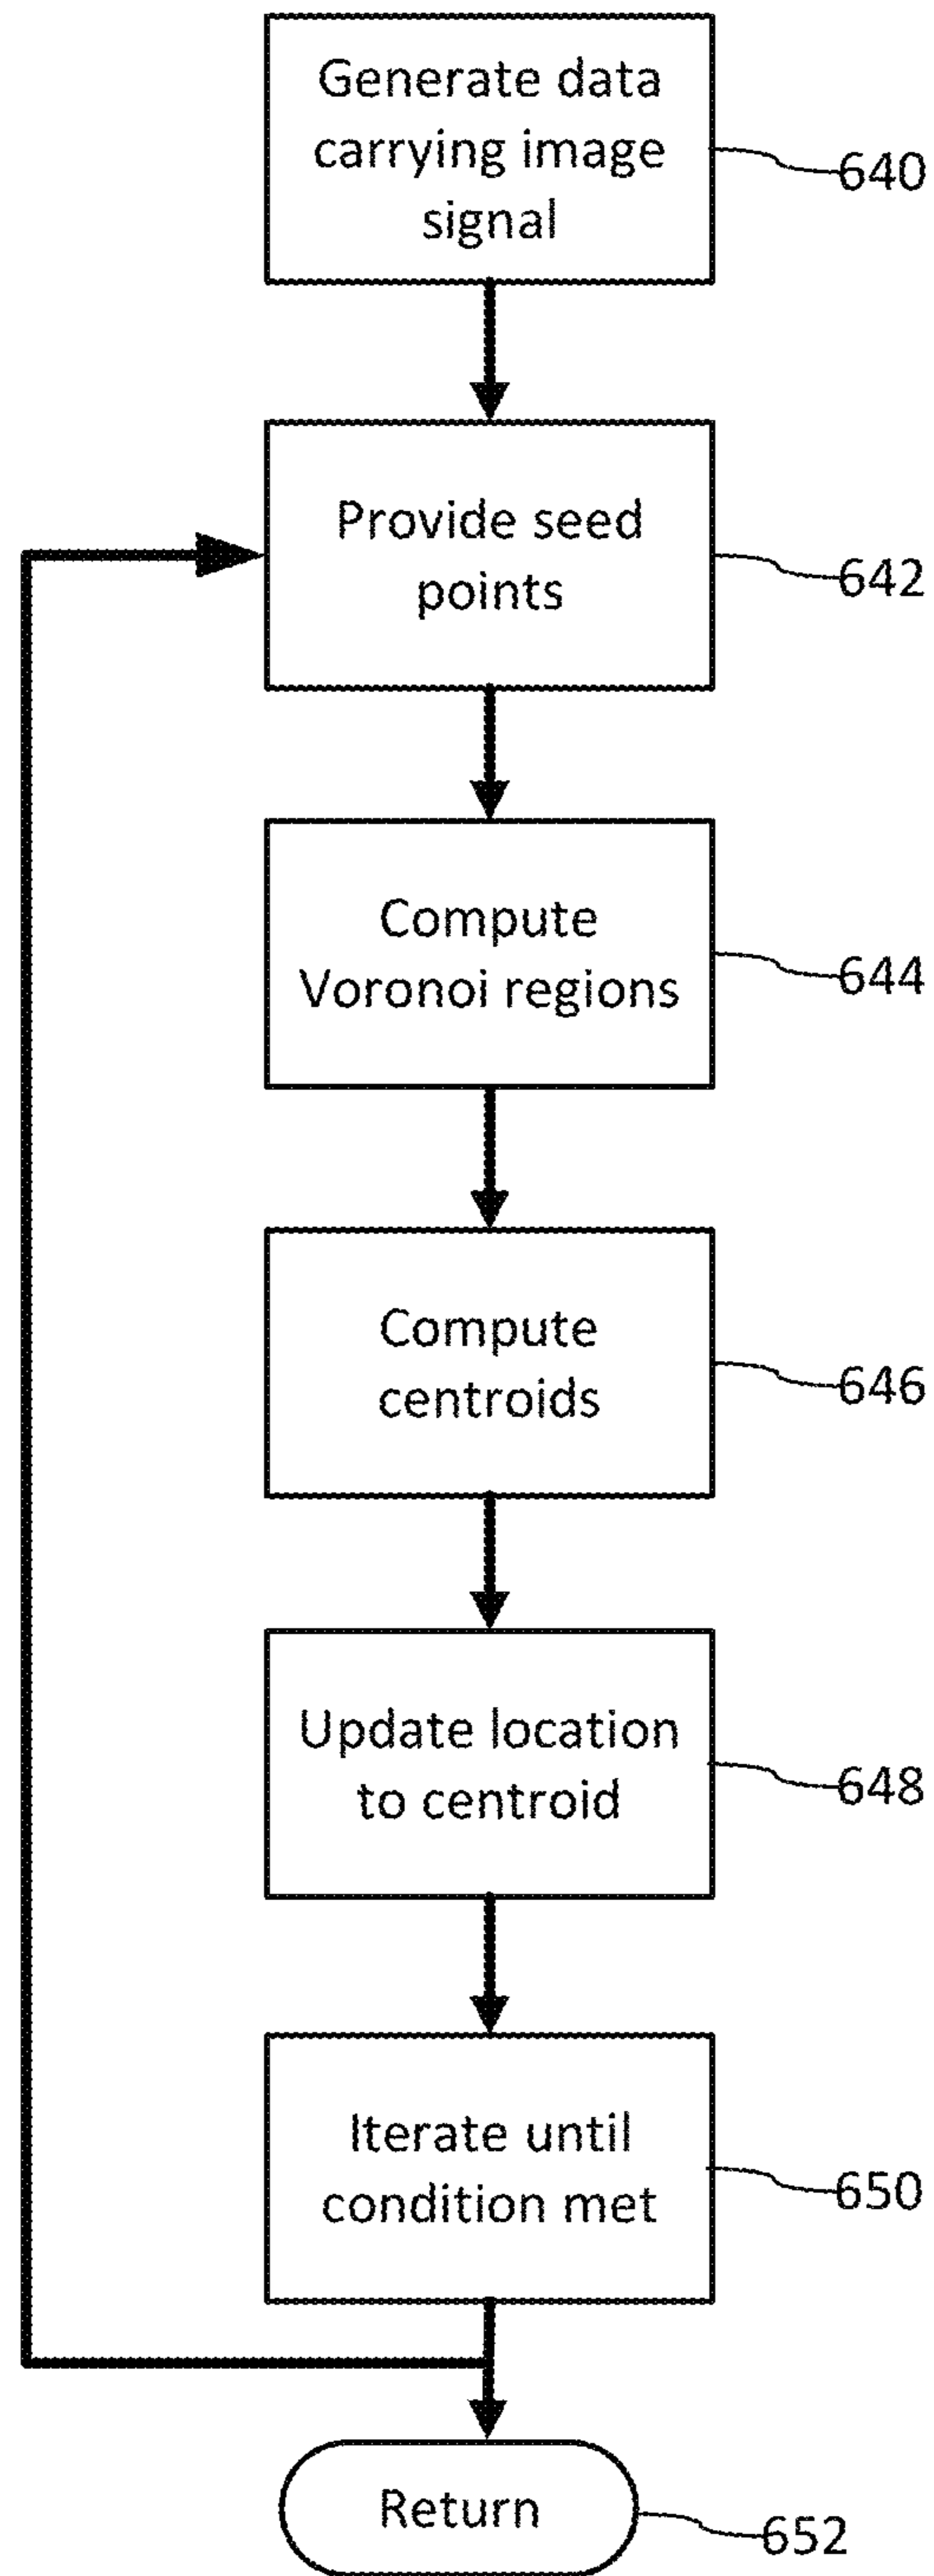 Generate data
carrying image
signal
640
Provide seed
points
642
Compute
Voronoi regions
644
Compute
centroids
646
Update location
to centroid
648
Iterate until
condition met
650
Return
652